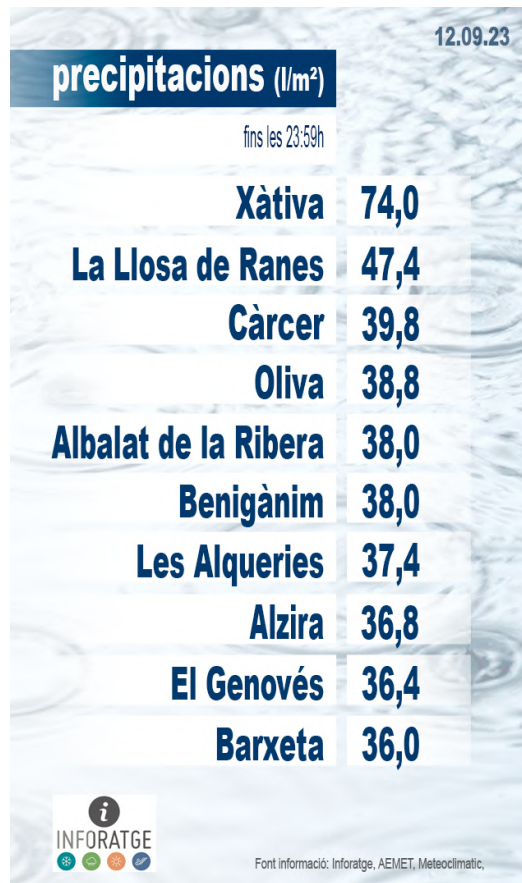 12.09.23
precipitacions (l/m²)
fins les 23:59h
Xàtiva 74,0
La Llosa de Ranes 47,4
Càrcer 39,8
Oliva 38,8
Albalat de la Ribera 38,0
Benigànim 38,0
Les Alqueries 37,4
Alzira 36,8
El Genovés 36,4
Barxeta 36,0
i
INFORATGE
Font informació: Inforatge, AEMET, Meteoclimatic,